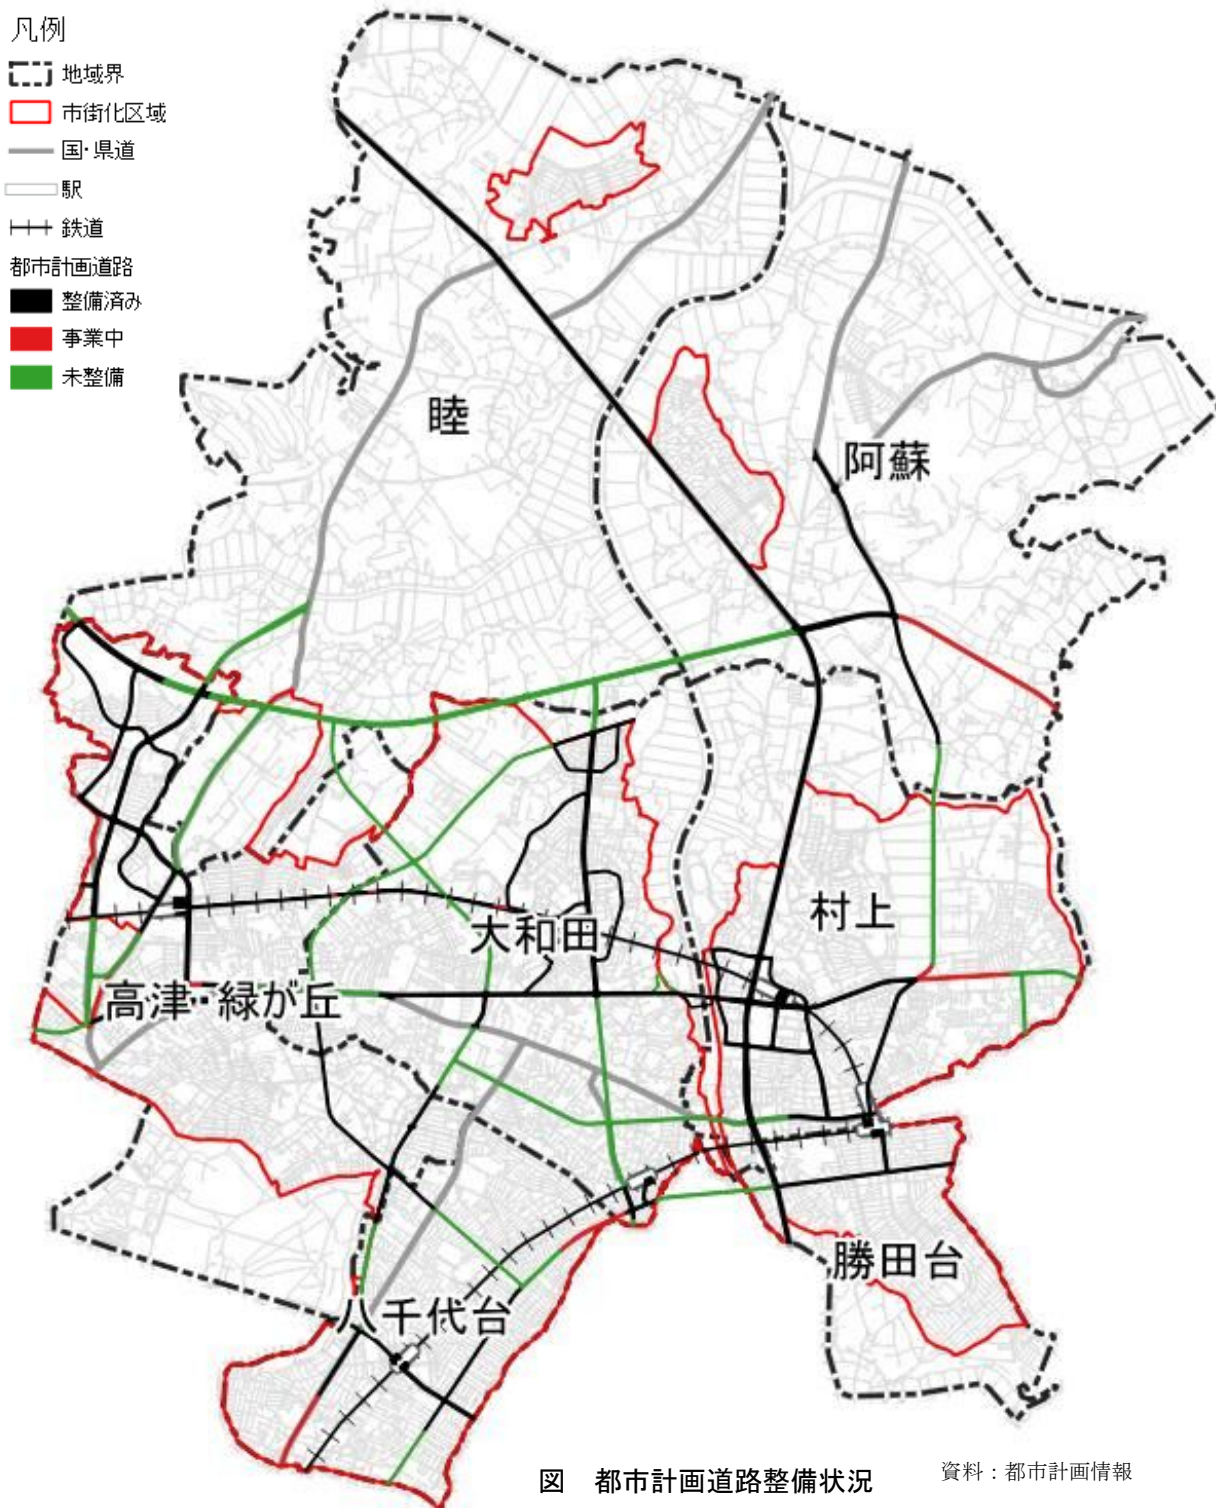 凡例
地域界
市街化区域
国・県道
駅
鉄道
都市計画道路
整備済み
事業中
未整備
睦
阿蘇
村上
大和田
高津・緑が丘
勝田台
八千代台
図 都市計画道路整備状況
資料：都市計画情報